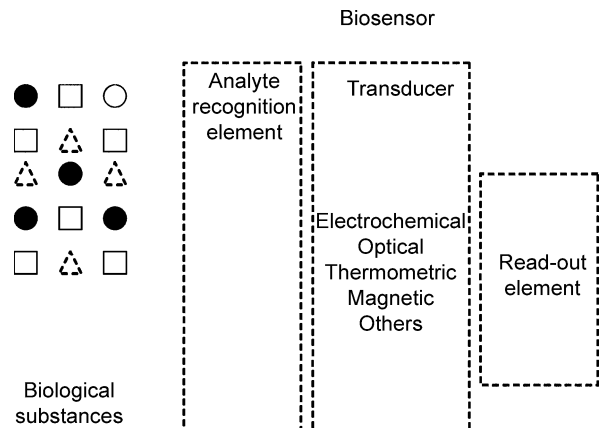 Biosensor
Analyte
recognition
element
Transducer
Electrochemical
Optical
Thermometric
Magnetic
Others
Read-out
element
Biological
substances